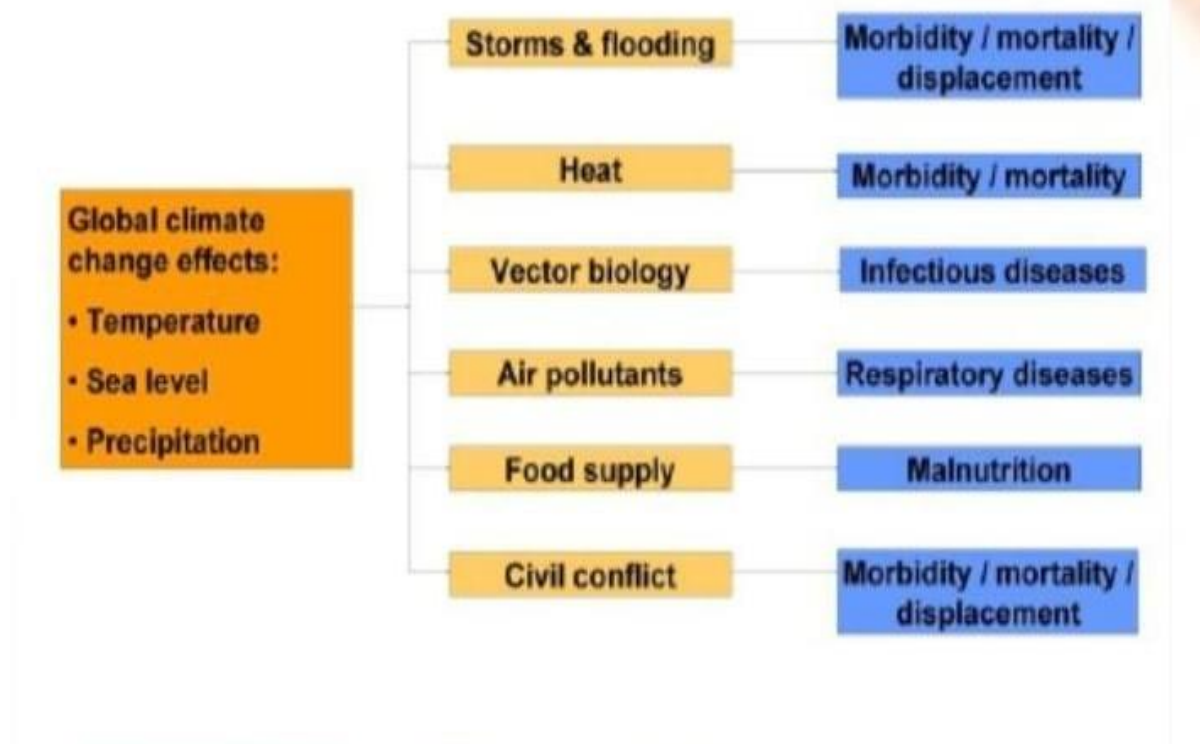 Global climate
change effects:
• Temperature
• Sea level
• Precipitation
Storms & flooding
Morbidity / mortality /
displacement
Heat
Morbidity / mortality
Vector biology
Infectious diseases
Air pollutants
Respiratory diseases
Food supply
Malnutrition
Civil conflict
Morbidity / mortality /
displacement